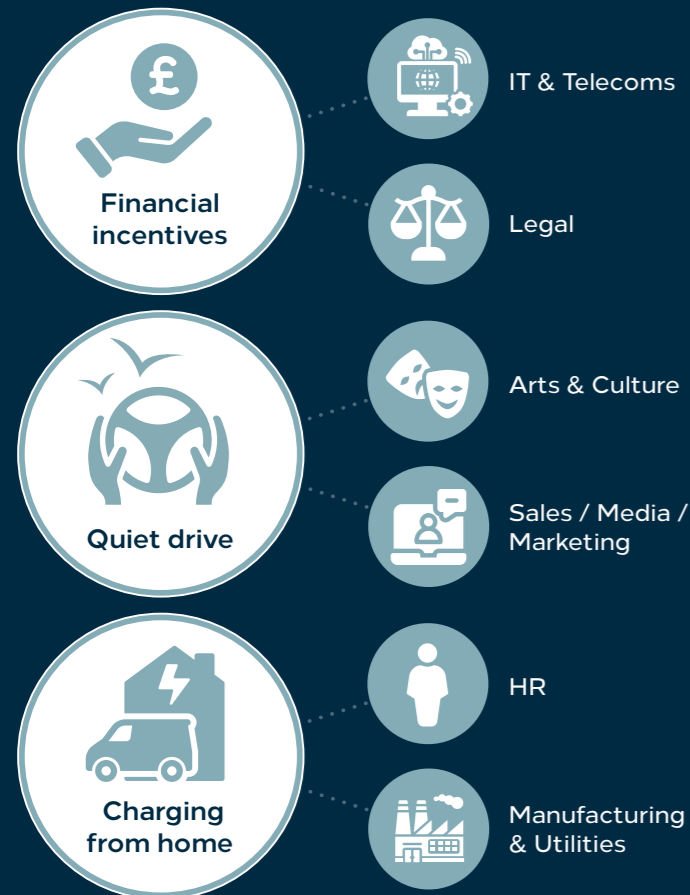 £
Financial
incentives
IT & Telecoms
Legal
Quiet drive
Arts & Culture
Sales / Media /
Marketing
Charging
from home
HR
Manufacturing
& Utilities